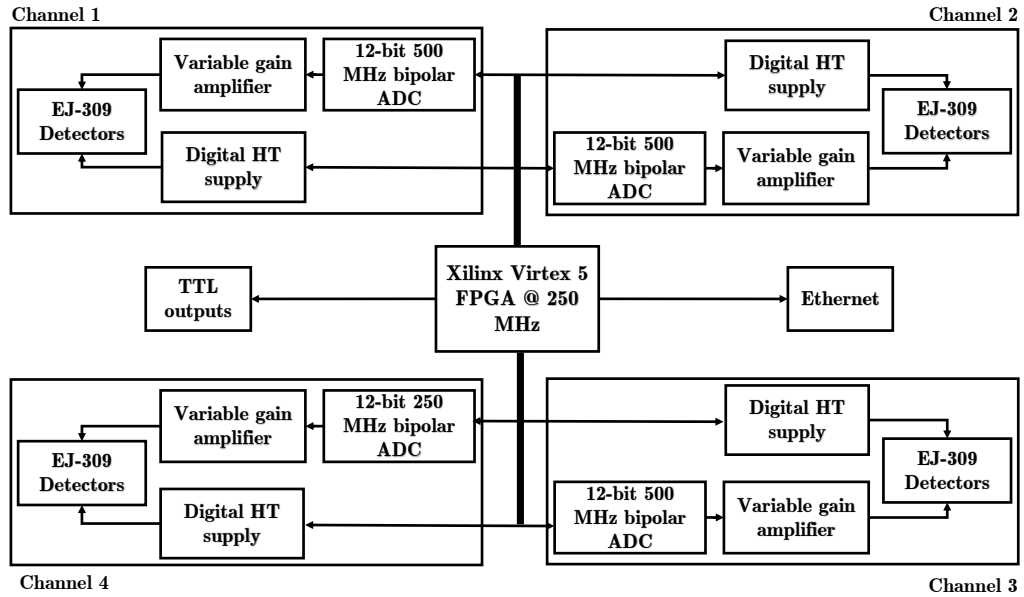 Channel 1
Channel 2
Variable gain
amplifier
12-bit 500
MHz bipolar
ADC
EJ-309
Detectors
Digital HT
supply
Digital HT
supply
EJ-309
Detectors
12-bit 500
MHz bipolar
ADC
Variable gain
amplifier
TTL
outputs
Xilinx Virtex 5
FPGA @ 250
MHz
Ethernet
Variable gain
amplifier
12-bit 250
MHz bipolar
ADC
EJ-309
Detectors
Digital HT
supply
Digital HT
supply
EJ-309
Detectors
12-bit 500
MHz bipolar
ADC
Variable gain
amplifier
Channel 4
Channel 3